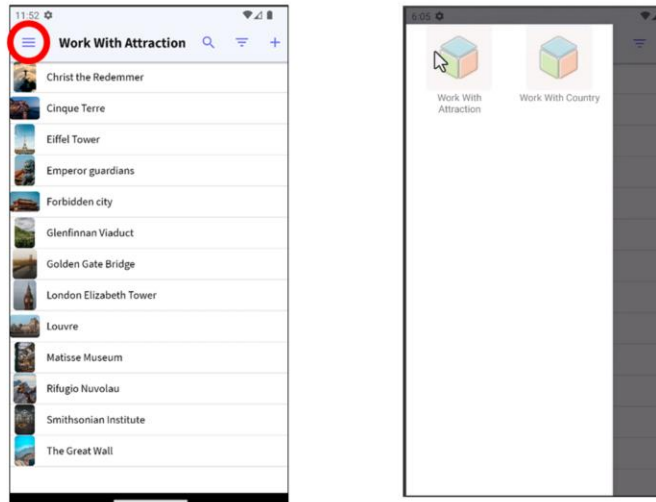 11:52
Work With Attraction
Christ the Redemmer
Cinque Terre
Eiffel Tower
Emperor guardians
Forbidden city
Glenfinnan Viaduct
Golden Gate Bridge
London Elizabeth Tower
Louvre
Matisse Museum
Rifugio Nuvolau
Smithsonian Institute
The Great Wall
6:05
Work With
Attraction
Work With Country